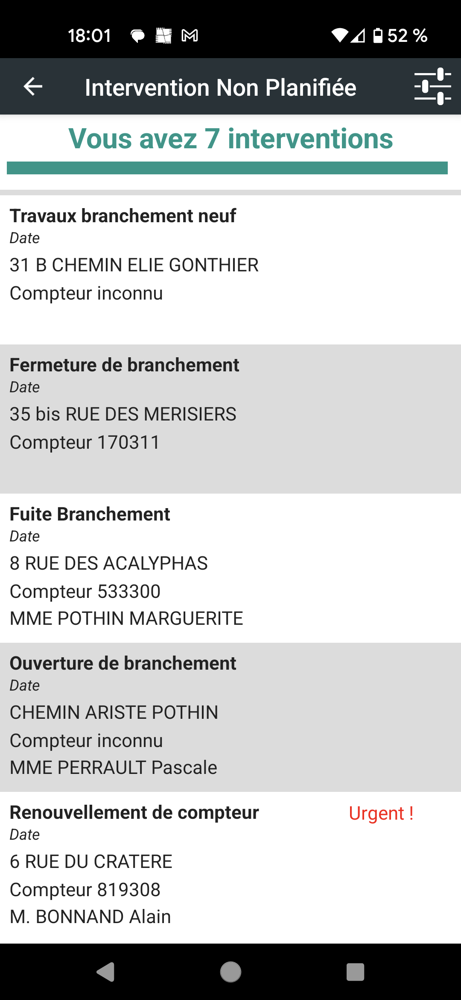 18:01
52 %
Intervention Non Planifiée
Vous avez 7 interventions
Travaux branchement neuf
Date
31 B CHEMIN ELIE GONTHIER
Compteur inconnu
Fermeture de branchement
Date
35 bis RUE DES MERISIERS
Compteur 170311
Fuite Branchement
Date
8 RUE DES ACALYPHAS
Compteur 533300
MME POTHIN MARGUERITE
Ouverture de branchement
Date
CHEMIN ARISTE POTHIN
Compteur inconnu
MME PERRAULT Pascale
Renouvellement de compteur
Urgent !
Date
6 RUE DU CRATERE
Compteur 819308
M. BONNAND Alain